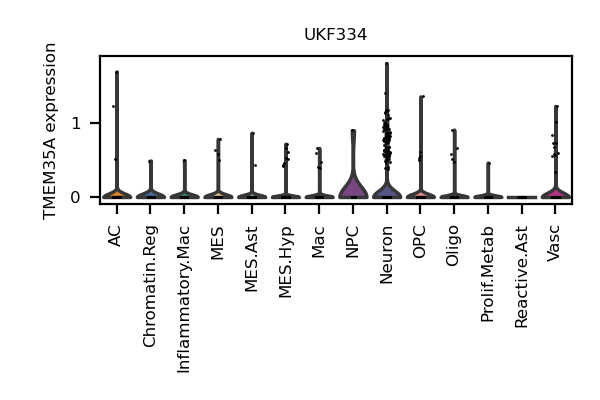 UKF334
TMEM35A expression
1
0
AC
Chromatin.Reg
Inflammatory.Mac
MES
MES.Ast
MES.Hyp
Mac
NPC
Neuron
OPC
Oligo
Prolif.Metab
Reactive.Ast
Vasc